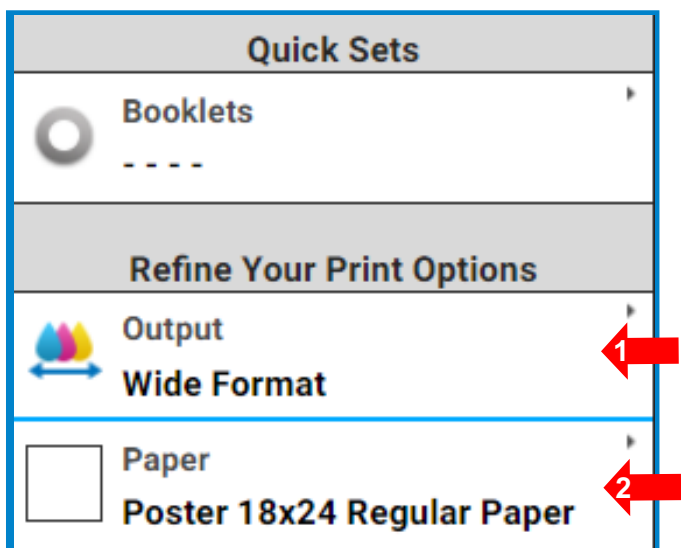 Quick Sets
Booklets
- - - -
Refine Your Print Options
Output
1
Wide Format
Paper
2
Poster 18x24 Regular Paper